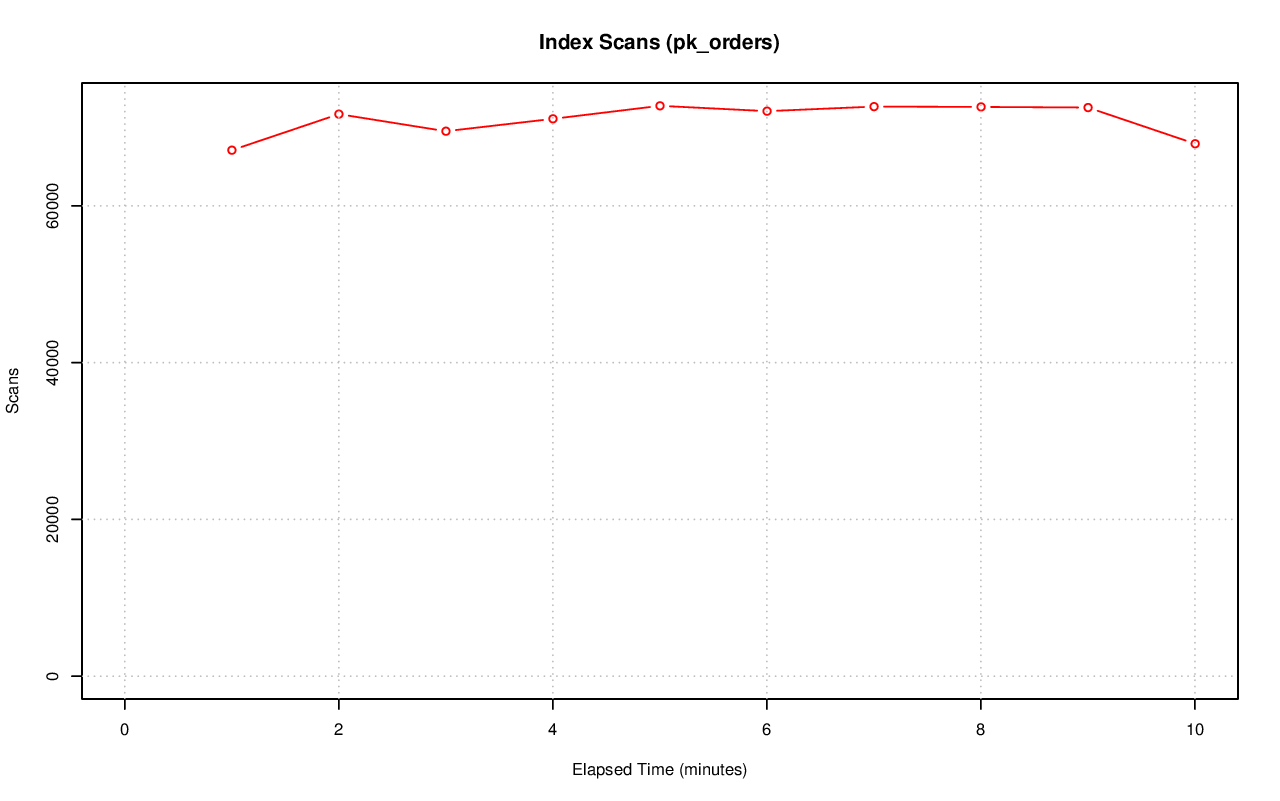 Index Scans (pk_orders)
Scans
60000
40000
20000
0
0 2 4 6 8 10
Elapsed Time (minutes)